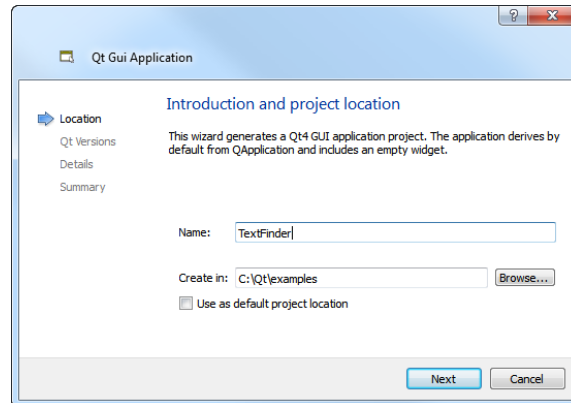 Qt Gui Application
Location
Qt Versions
Details
Summary
Introduction and project location
This wizard generates a Qt4 GUI application project. The application derives by
default from QApplication and includes an empty widget.
Name: TextFinder
Create in: C:\Qt\examples Browse...
Use as default project location
Next Cancel